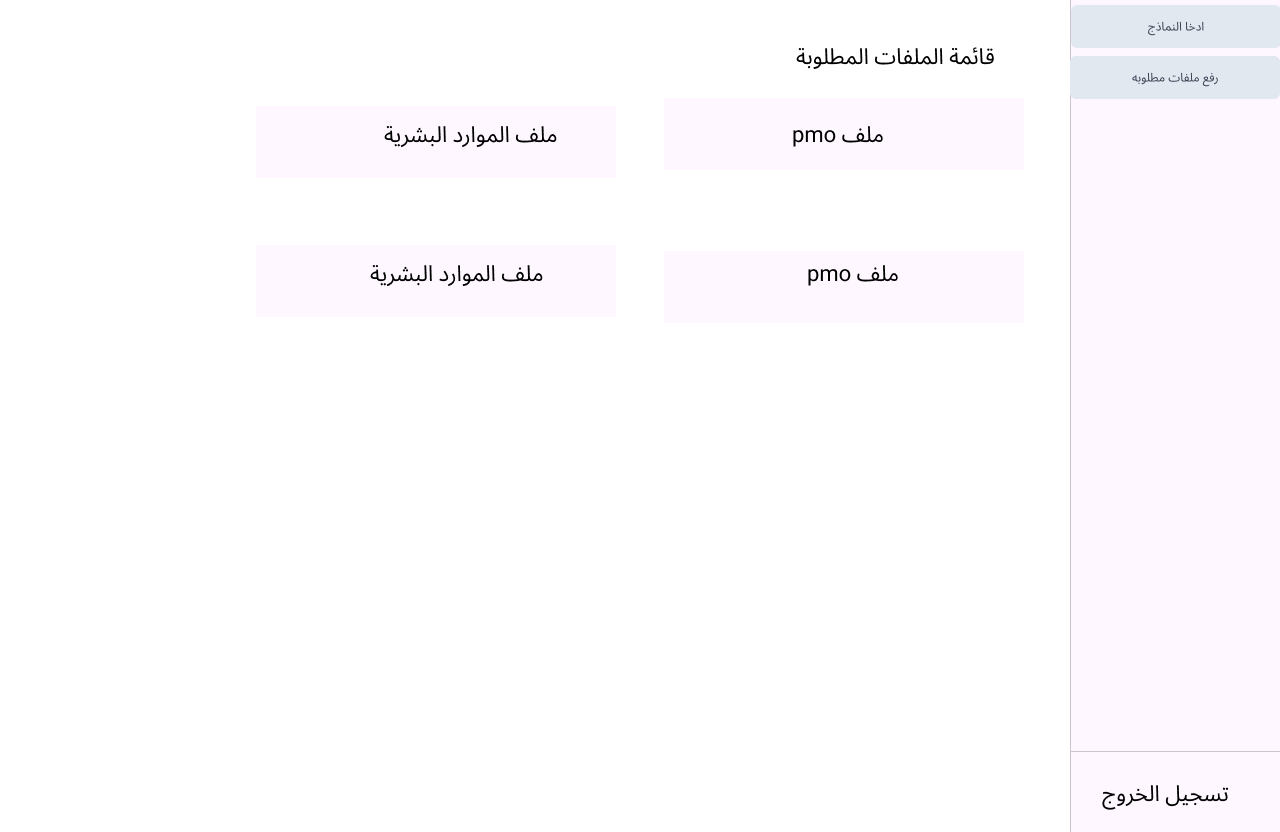 ادخا النماذج
رفع ملفات مطلوبه
قائمة الملفات المطلوبة
ملف pmo
ملف الموارد البشرية
ملف pmo
ملف الموارد البشرية
تسجيل الخروج